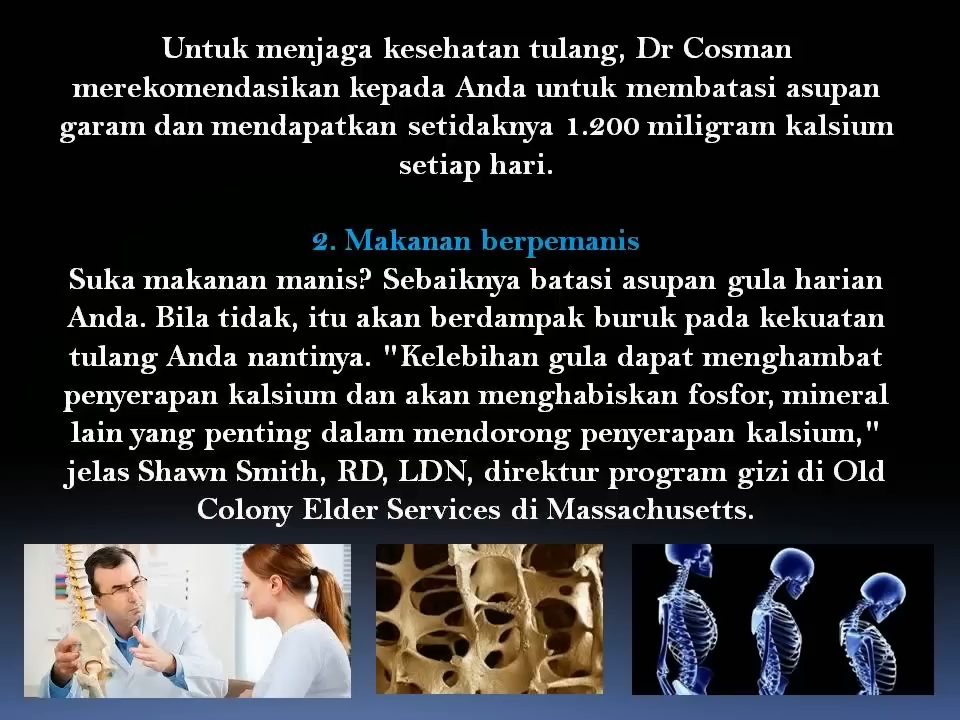 Untuk menjaga kesehatan tulang, Dr Cosman
merekomendasikan kepada Anda untuk membatasi asupan
garam dan mendapatkan setidaknya 1.200 miligram kalsium
setiap hari.
2. Makanan berpemanis
Suka makanan manis? Sebaiknya batasi asupan gula harian
Anda. Bila tidak, itu akan berdampak buruk pada kekuatan
tulang Anda nantinya. "Kelebihan gula dapat menghambat
penyerapan kalsium dan akan menghabiskan fosfor, mineral
lain yang penting dalam mendorong penyerapan kalsium,"
jelas Shawn Smith, RD, LDN, direktur program gizi di Old
Colony Elder Services di Massachusetts.